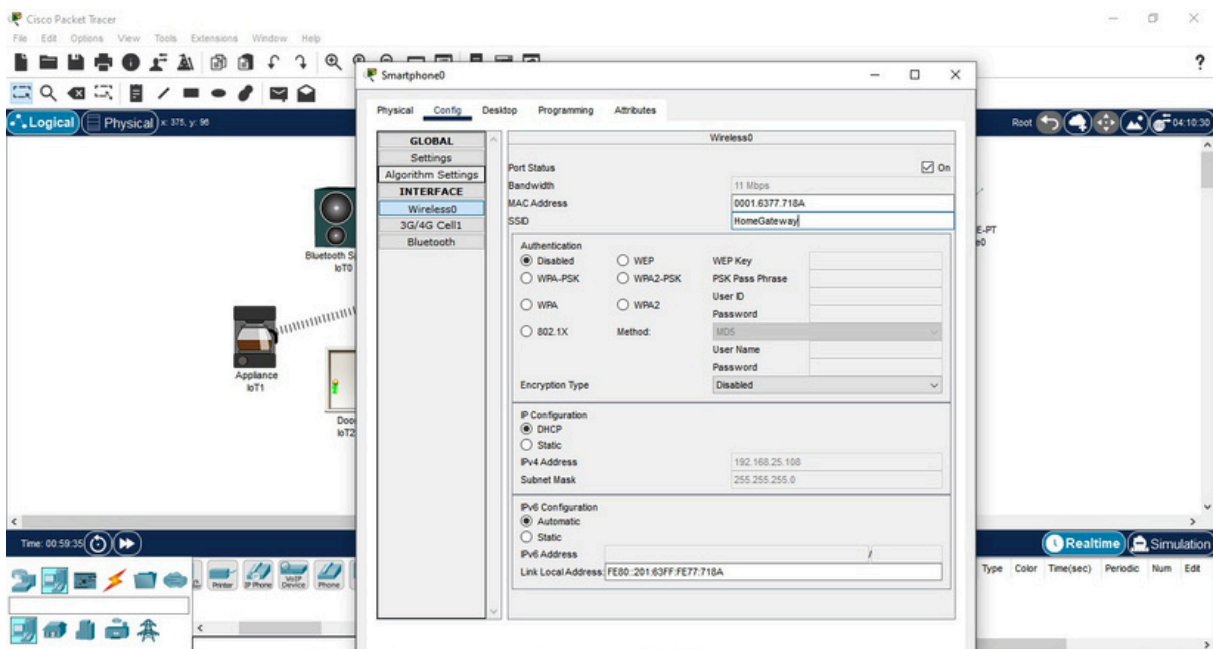 Cisco Packet Tracer
File Edit Options View Tools Extensions Window Help
?
Smartphone0
Physical Config Desktop Programming Attributes
Logical Physical x: 375, y: 96
Root 04:10:30
GLOBAL
Settings
Algorithm Settings
INTERFACE
Wireless0
3G/4G Cell1
Bluetooth
Wireless0
Port Status On
Bandwidth 11 Mbps
MAC Address 0001.6377.718A
SSID HomeGateway
Authentication
Disabled WEP WEP Key
WPA-PSK WPA2-PSK PSK Pass Phrase
User ID
WPA WPA2
Password
802.1X Method: MD5
User Name
Password
Encryption Type Disabled
IP Configuration
DHCP
Static
IPv4 Address 192.168.25.108
Subnet Mask 255.255.255.0
IPv6 Configuration
Automatic
Static
IPv6 Address /
Link Local Address: FE80::201:63FF:FE77:718A
Bluetooth S
IoT0
Appliance
IoT1
Doo
IoT2
E-PT
e0
Time: 00:59:35
Realtime Simulation
Printer IP Phone VoIP Device Phone
Type Color Time(sec) Periodic Num Edit